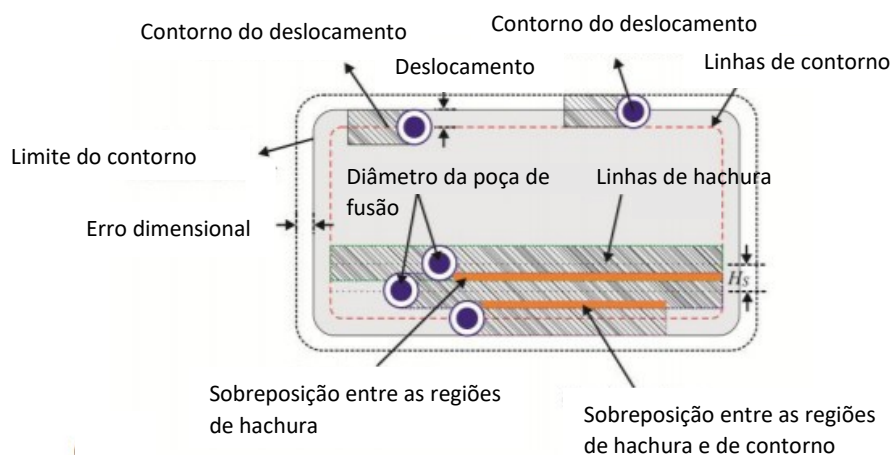 Contorno do deslocamento
Contorno do deslocamento
Deslocamento
Linhas de contorno
Limite do contorno
Diâmetro da poça de
fusão
Linhas de hachura
Erro dimensional
Hs
Sobreposição entre as regiões
de hachura
Sobreposição entre as regiões
de hachura e de contorno